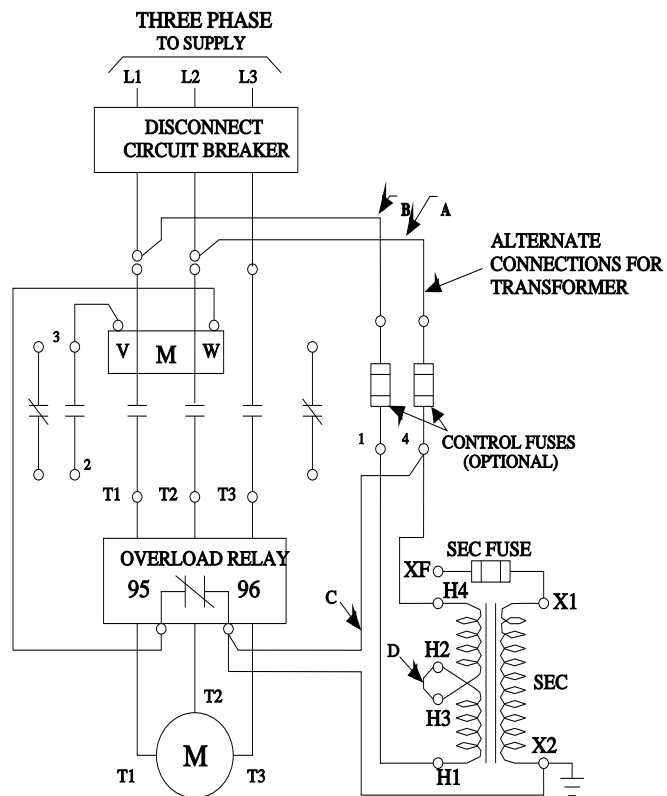 THREE PHASE
TO SUPPLY
L1 L2 L3
DISCONNECT
CIRCUIT BREAKER
B A
ALTERNATE
CONNECTIONS FOR
TRANSFORMER
3
V M W
2
1 4
CONTROL FUSES
(OPTIONAL)
T1 T2 T3
OVERLOAD RELAY
95 96
SEC FUSE
XF
H4 X1
C
D H2
SEC
H3
T2
M
T1 T3
H1 X2